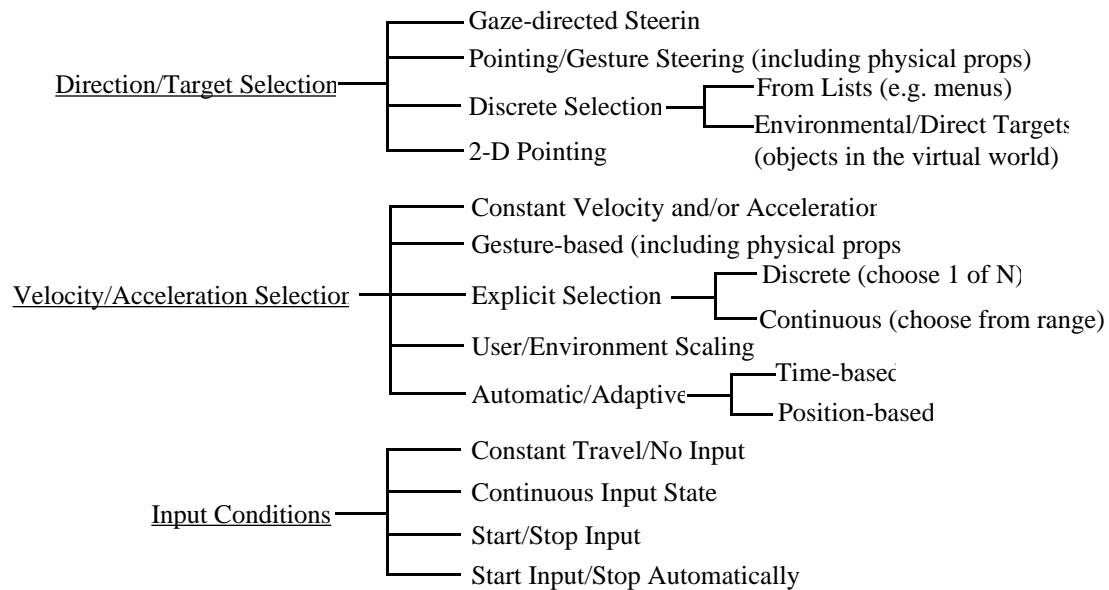 Gaze-directed Steerin
Pointing/Gesture Steering (including physical props)
Direction/Target Selection
Discrete Selection
From Lists (e.g. menus)
Environmental/Direct Targets
(objects in the virtual world)
2-D Pointing
Constant Velocity and/or Acceleration
Gesture-based (including physical props
Velocity/Acceleration Selection
Explicit Selection
Discrete (choose 1 of N)
Continuous (choose from range)
User/Environment Scaling
Automatic/Adaptive
Time-based
Position-based
Constant Travel/No Input
Continuous Input State
Input Conditions
Start/Stop Input
Start Input/Stop Automatically